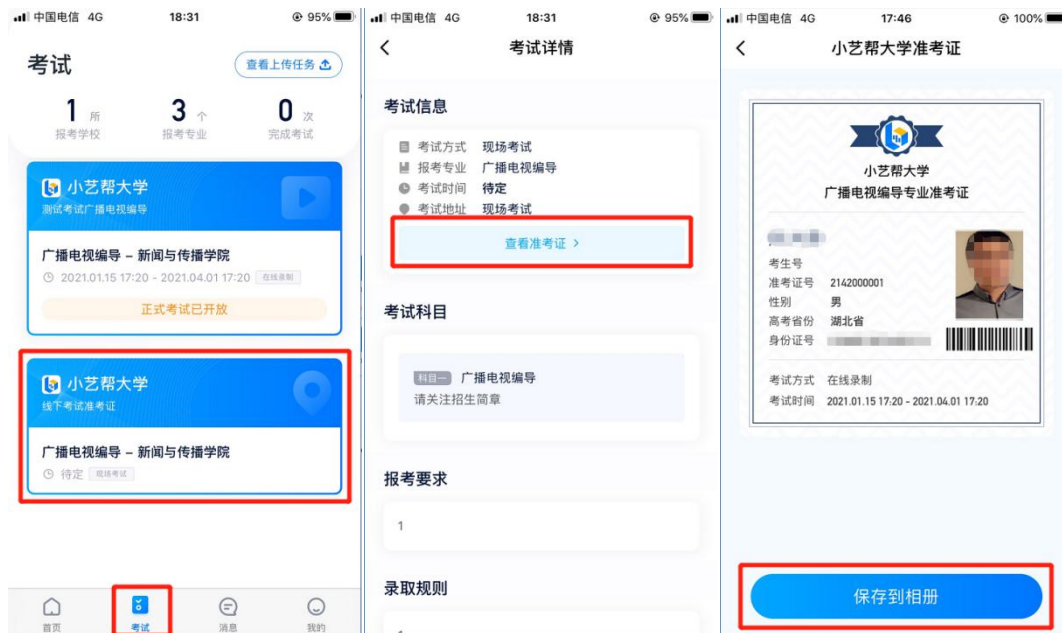 中国电信 4G 18:31 95%
考试
查看上传任务
1 所 3 个 0 次
报考学校 报考专业 完成考试
小艺帮大学
测试考试广播电视编导
广播电视编导 – 新闻与传播学院
2021.01.15 17:20 - 2021.04.01 17:20 在线录制
正式考试已开放
小艺帮大学
线下考试准考证
广播电视编导 – 新闻与传播学院
待定 现场考试
首页 考试 消息 我的
中国电信 4G 18:31 95%
考试详情
考试信息
考试方式 现场考试
报考专业 广播电视编导
考试时间 待定
考试地址 现场考试
查看准考证 >
考试科目
科目一 广播电视编导
请关注招生简章
报考要求
1
录取规则
中国电信 4G 17:46 100%
小艺帮大学准考证
小艺帮大学
广播电视编导专业准考证
考生号
准考证号 2142000001
性别 男
高考省份 湖北省
身份证号
考试方式 在线录制
考试时间 2021.01.15 17:20 - 2021.04.01 17:20
保存到相册